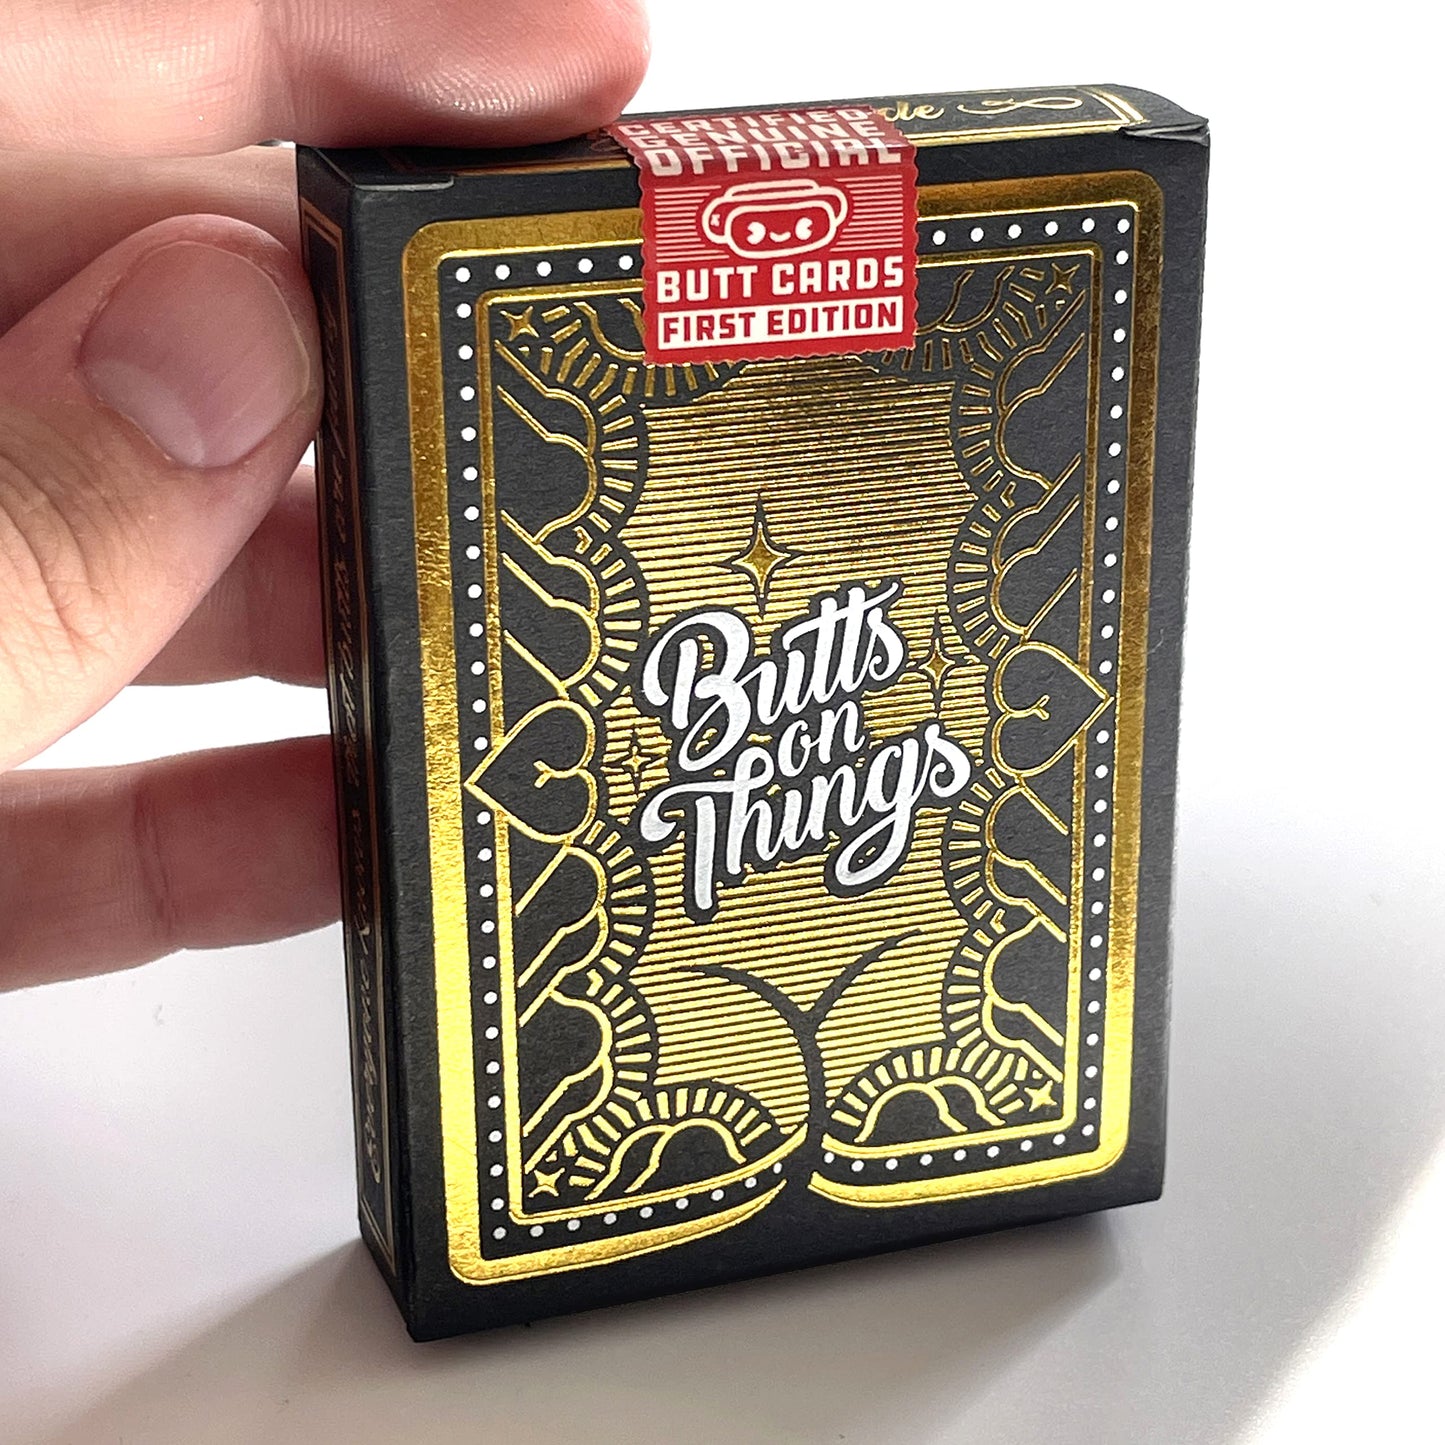 CERTIFIED
GENUINE
OFFICIAL
BUTT CARDS
FIRST EDITION
Butts
on
Things